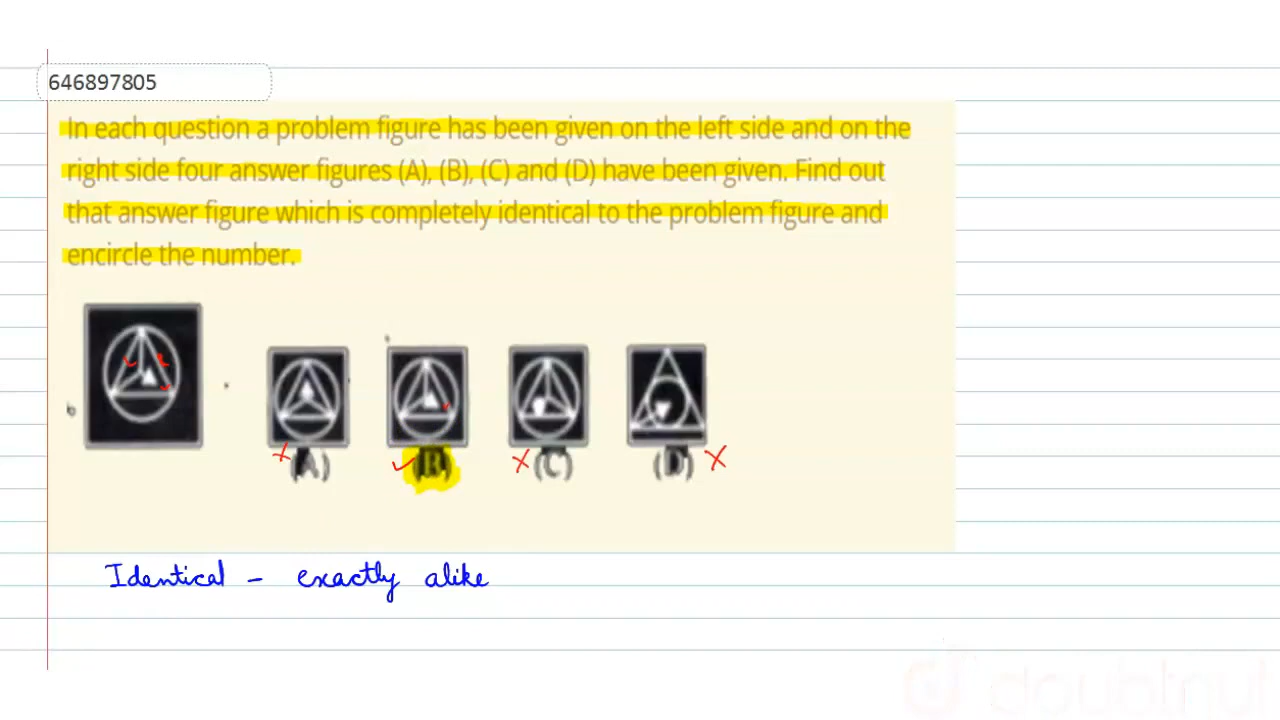 646897805
In each question a problem figure has been given on the left side and on the
right side four answer figures (A), (B), (C) and (D) have been given. Find out
that answer figure which is completely identical to the problem figure and
encircle the number.
(A) (B) (C) (D)
Identical - exactly alike
doubtnut